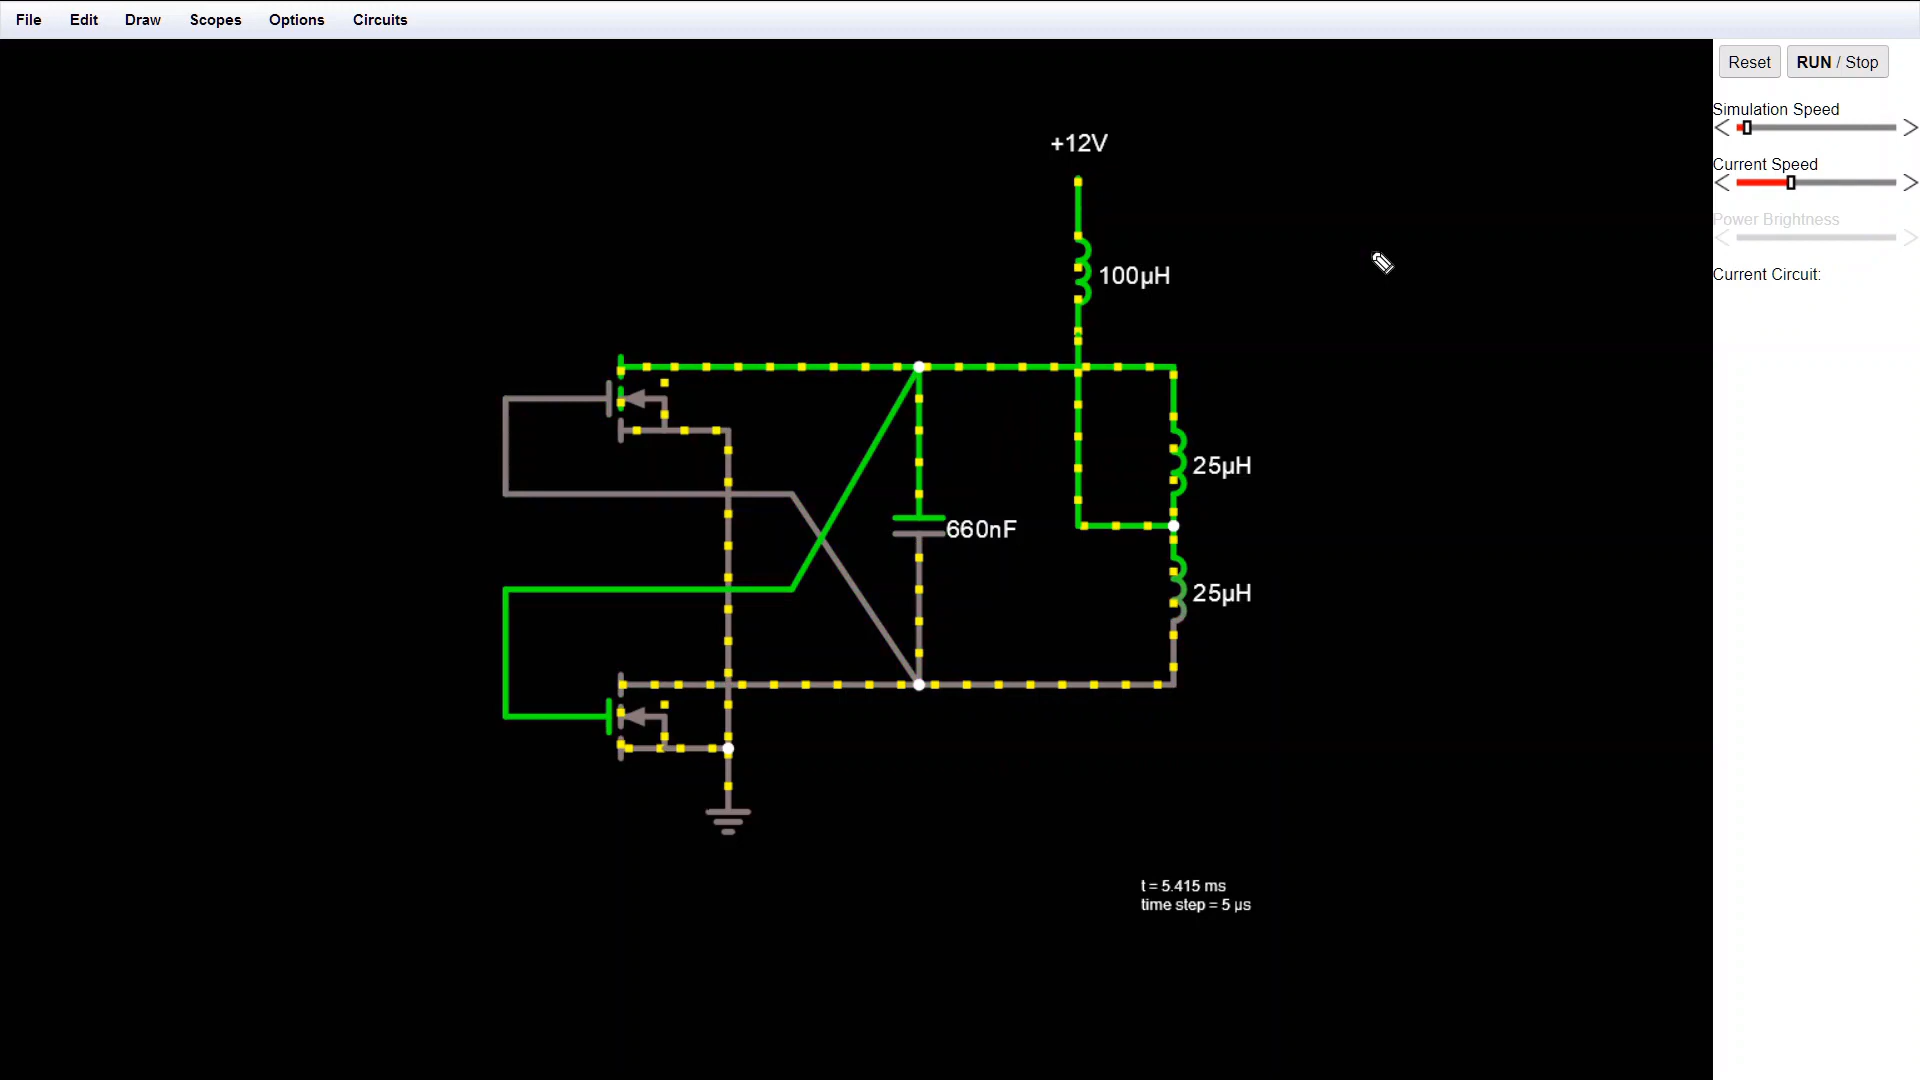 File Edit Draw Scopes Options Circuits
Reset RUN / Stop
Simulation Speed
Current Speed
Power Brightness
Current Circuit:
+12V
100µH
25µH
660nF
25µH
t = 5.415 ms
time step = 5 µs